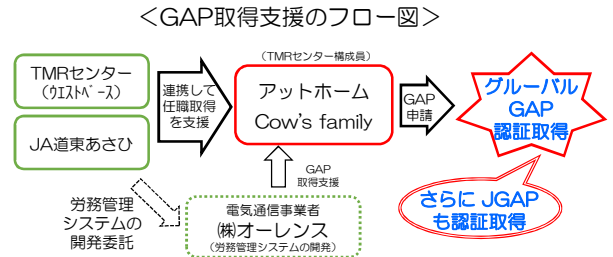 ＜GAP取得支援のフロー図＞
TMRセンター
（ｳｴｽﾄﾍﾞｰｽ）
JA道東あさひ
連携して
任職取得
を支援
（TMRセンター構成員）
アットホーム
Cow's family
GAP
申請
グルーバル
GAP
認証取得
さらに JGAP
も認証取得
GAP
取得支援
労務管理
システムの
開発委託
電気通信事業者
㈱オーレンス
（労務管理システムの開発）